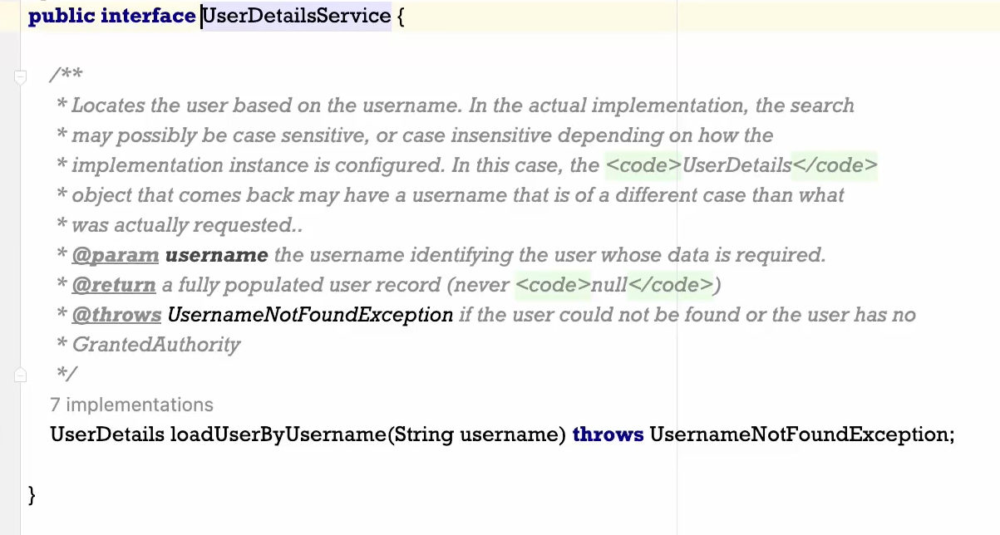 public interface UserDetailsService {
/**
* Locates the user based on the username. In the actual implementation, the search
* may possibly be case sensitive, or case insensitive depending on how the
* implementation instance is configured. In this case, the <code>UserDetails</code>
* object that comes back may have a username that is of a different case than what
* was actually requested..
* @param username the username identifying the user whose data is required.
* @return a fully populated user record (never <code>null</code>)
* @throws UsernameNotFoundException if the user could not be found or the user has no
* GrantedAuthority
*/
7 implementations
UserDetails loadUserByUsername(String username) throws UsernameNotFoundException;
}